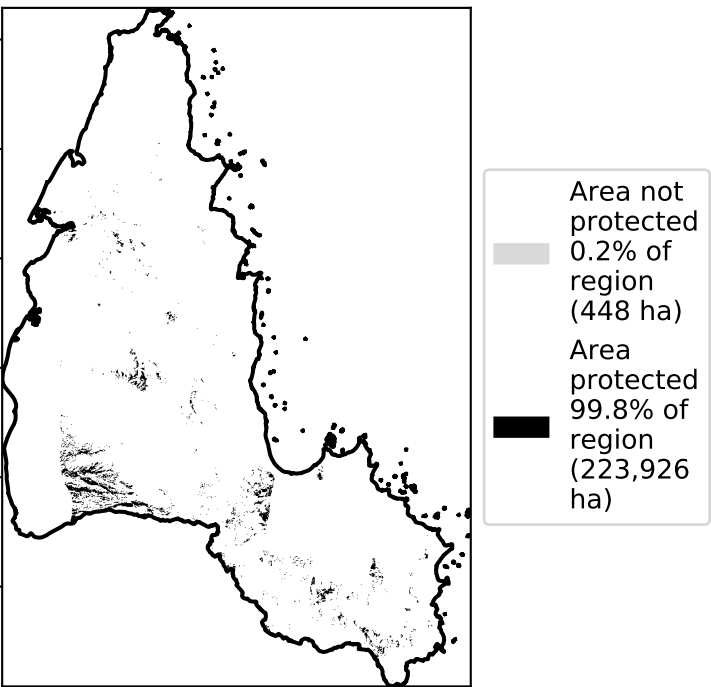 Area not
protected
0.2% of
region
(448 ha)
Area
protected
99.8% of
region
(223,926
ha)